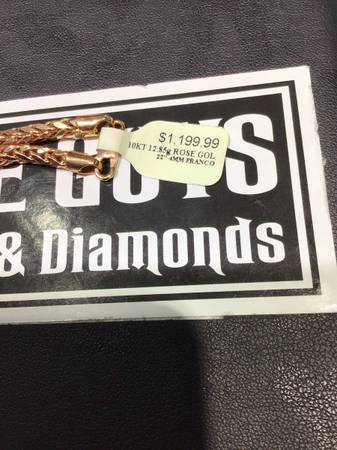 $1,199.99
10KT 12.85g ROSE GOL
22" 4MM FRANCO
E GUYS
& Diamonds